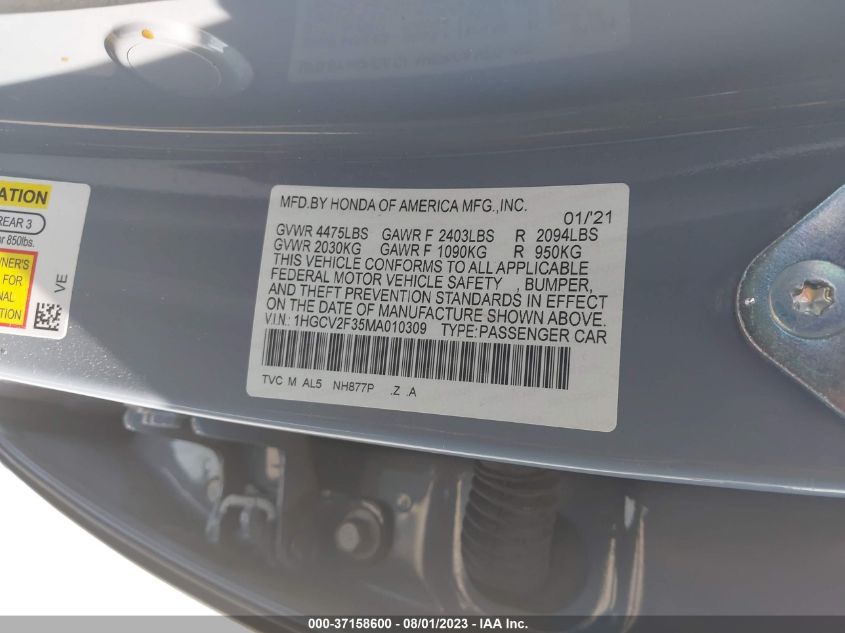 MFD.BY HONDA OF AMERICA MFG.,INC.
01/'21
GVWR 4475LBS GAWR F 2403LBS R 2094LBS
GVWR 2030KG GAWR F 1090KG R 950KG
THIS VEHICLE CONFORMS TO ALL APPLICABLE
FEDERAL MOTOR VEHICLE SAFETY , BUMPER,
AND THEFT PREVENTION STANDARDS IN EFFECT
ON THE DATE OF MANUFACTURE SHOWN ABOVE.
V.I.N.: 1HGCV2F35MA010309 TYPE:PASSENGER CAR
TVC M AL5 NH877P .Z .A
REAR 3
850lbs.
FOR
VE
000-37158600 - 08/01/2023 - IAA Inc.